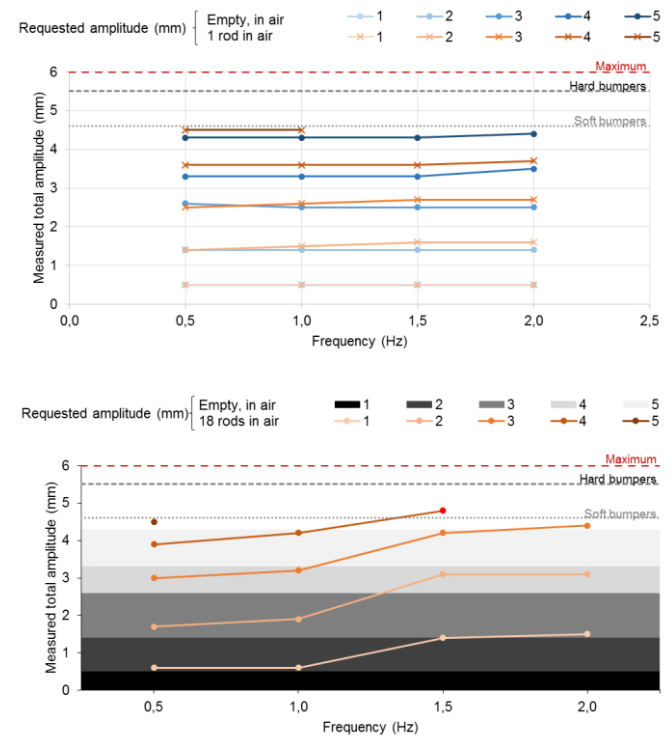 Requested amplitude (mm)
Empty, in air
1 rod in air
1 2 3 4 5
1 2 3 4 5
Maximum
Hard bumpers
Soft bumpers
Measured total amplitude (mm)
6
5
4
3
2
1
0
0,0 0,5 1,0 1,5 2,0 2,5
Frequency (Hz)
Requested amplitude (mm)
Empty, in air
18 rods in air
1 2 3 4 5
1 2 3 4 5
Maximum
Hard bumpers
Soft bumpers
Measured total amplitude (mm)
6
5
4
3
2
1
0
0,5 1,0 1,5 2,0
Frequency (Hz)